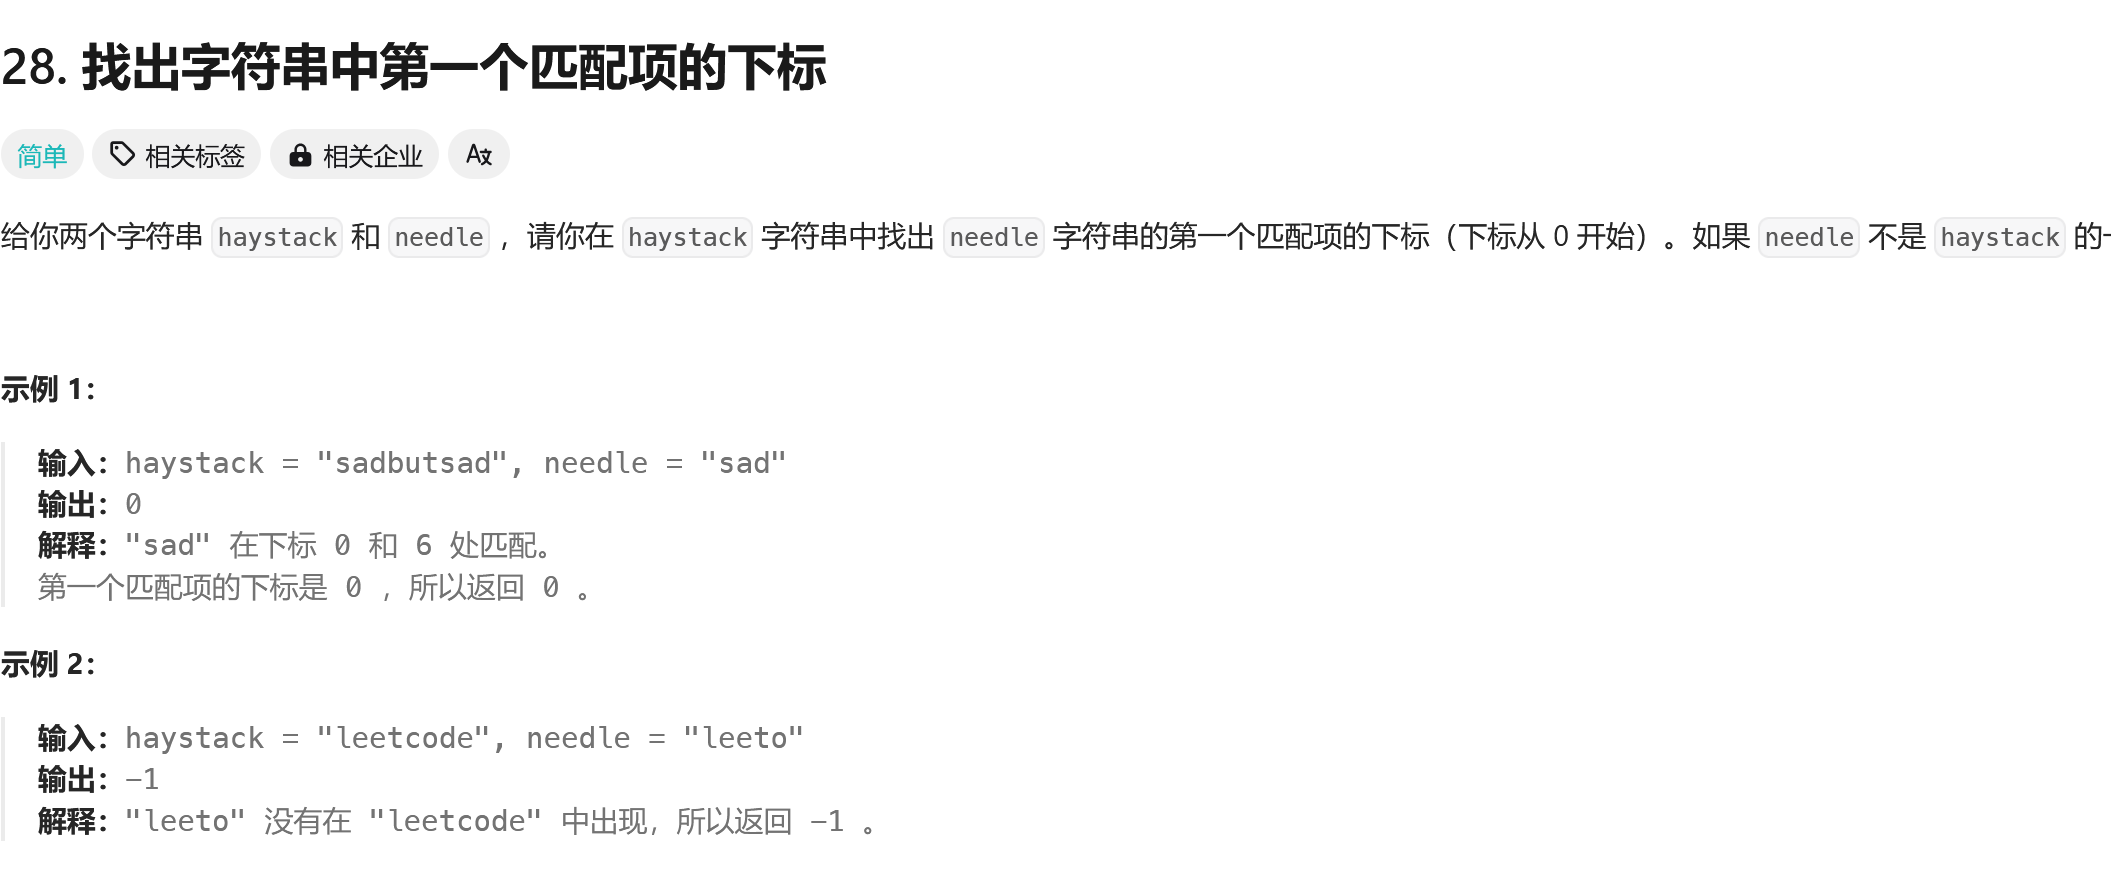 28. 找出字符串中第一个匹配项的下标
简单 相关标签 相关企业 A文
给你两个字符串 haystack 和 needle ，请你在 haystack 字符串中找出 needle 字符串的第一个匹配项的下标（下标从 0 开始）。如果 needle 不是 haystack 的
示例 1：
输入：haystack = "sadbutsad", needle = "sad"
输出：0
解释："sad" 在下标 0 和 6 处匹配。
第一个匹配项的下标是 0 ，所以返回 0 。
示例 2：
输入：haystack = "leetcode", needle = "leeto"
输出：-1
解释："leeto" 没有在 "leetcode" 中出现，所以返回 -1 。